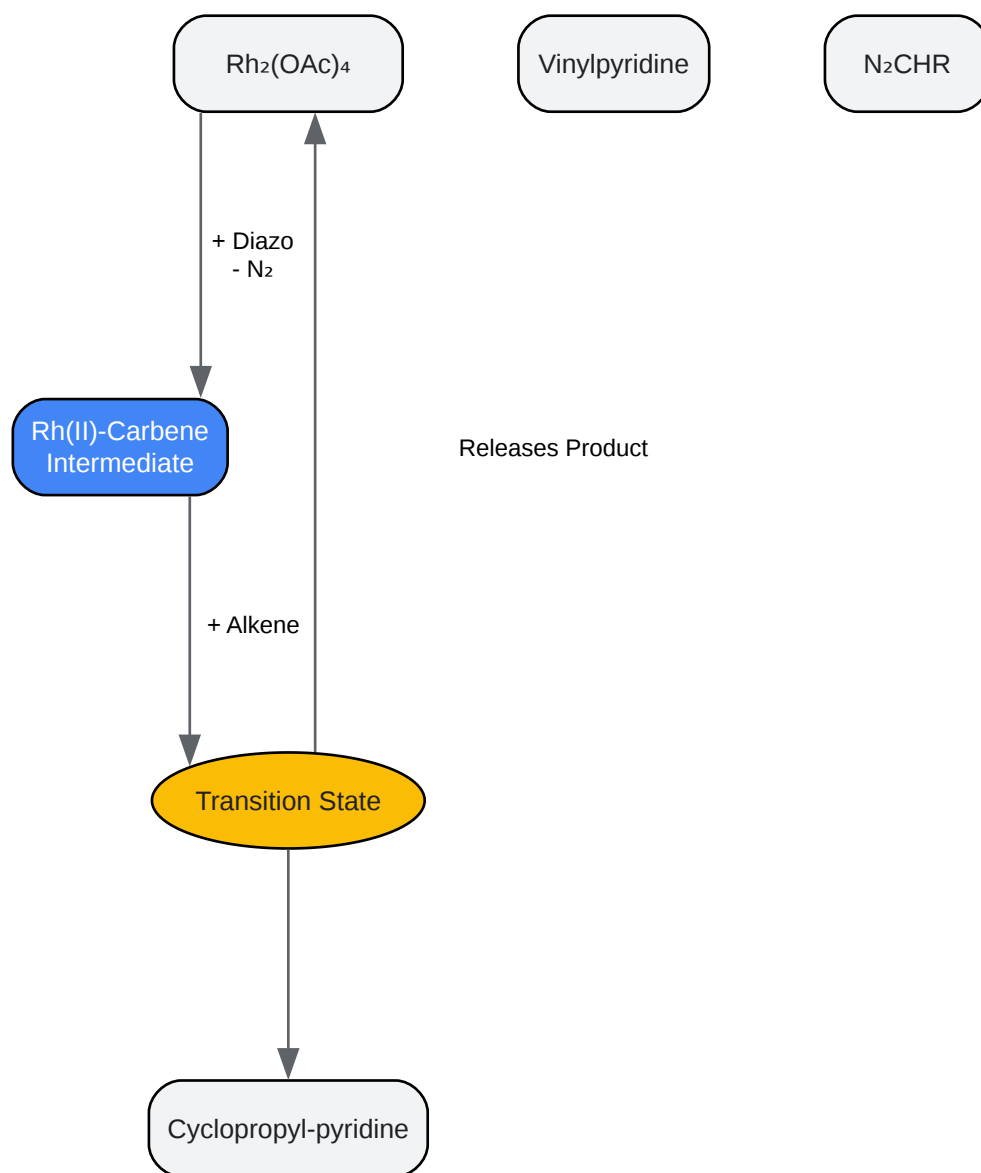 Rh₂(OAc)₄
Vinylpyridine
N₂CHR
+ Diazo
- N₂
Rh(II)-Carbene
Intermediate
Releases Product
+ Alkene
Transition State
Cyclopropyl-pyridine